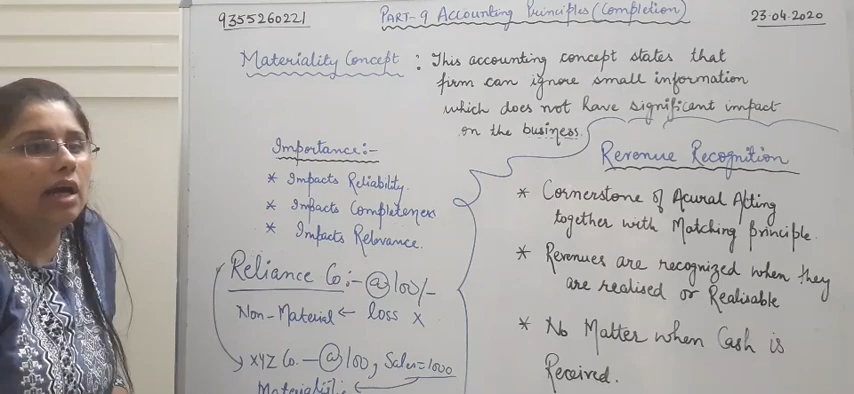 9355260221
PART-9 Accounting Principles (Completion)
23.04.2020
Materiality Concept : This accounting concept states that
firm can ignore small information
which does not have significant impact
on the business.
Importance:-
* Impacts Reliability.
* Impacts Completeness
* Impacts Relevance.
Reliance Co:- @ 100/-
Non-Material ← loss X
XYZ Co. — @ 100, Sales = 1000
Revenue Recognition
* Cornerstone of Acural Acting
together with Matching principle.
* Revenues are recognized when they
are realised or Realisable
* No Matter when Cash is
Received.